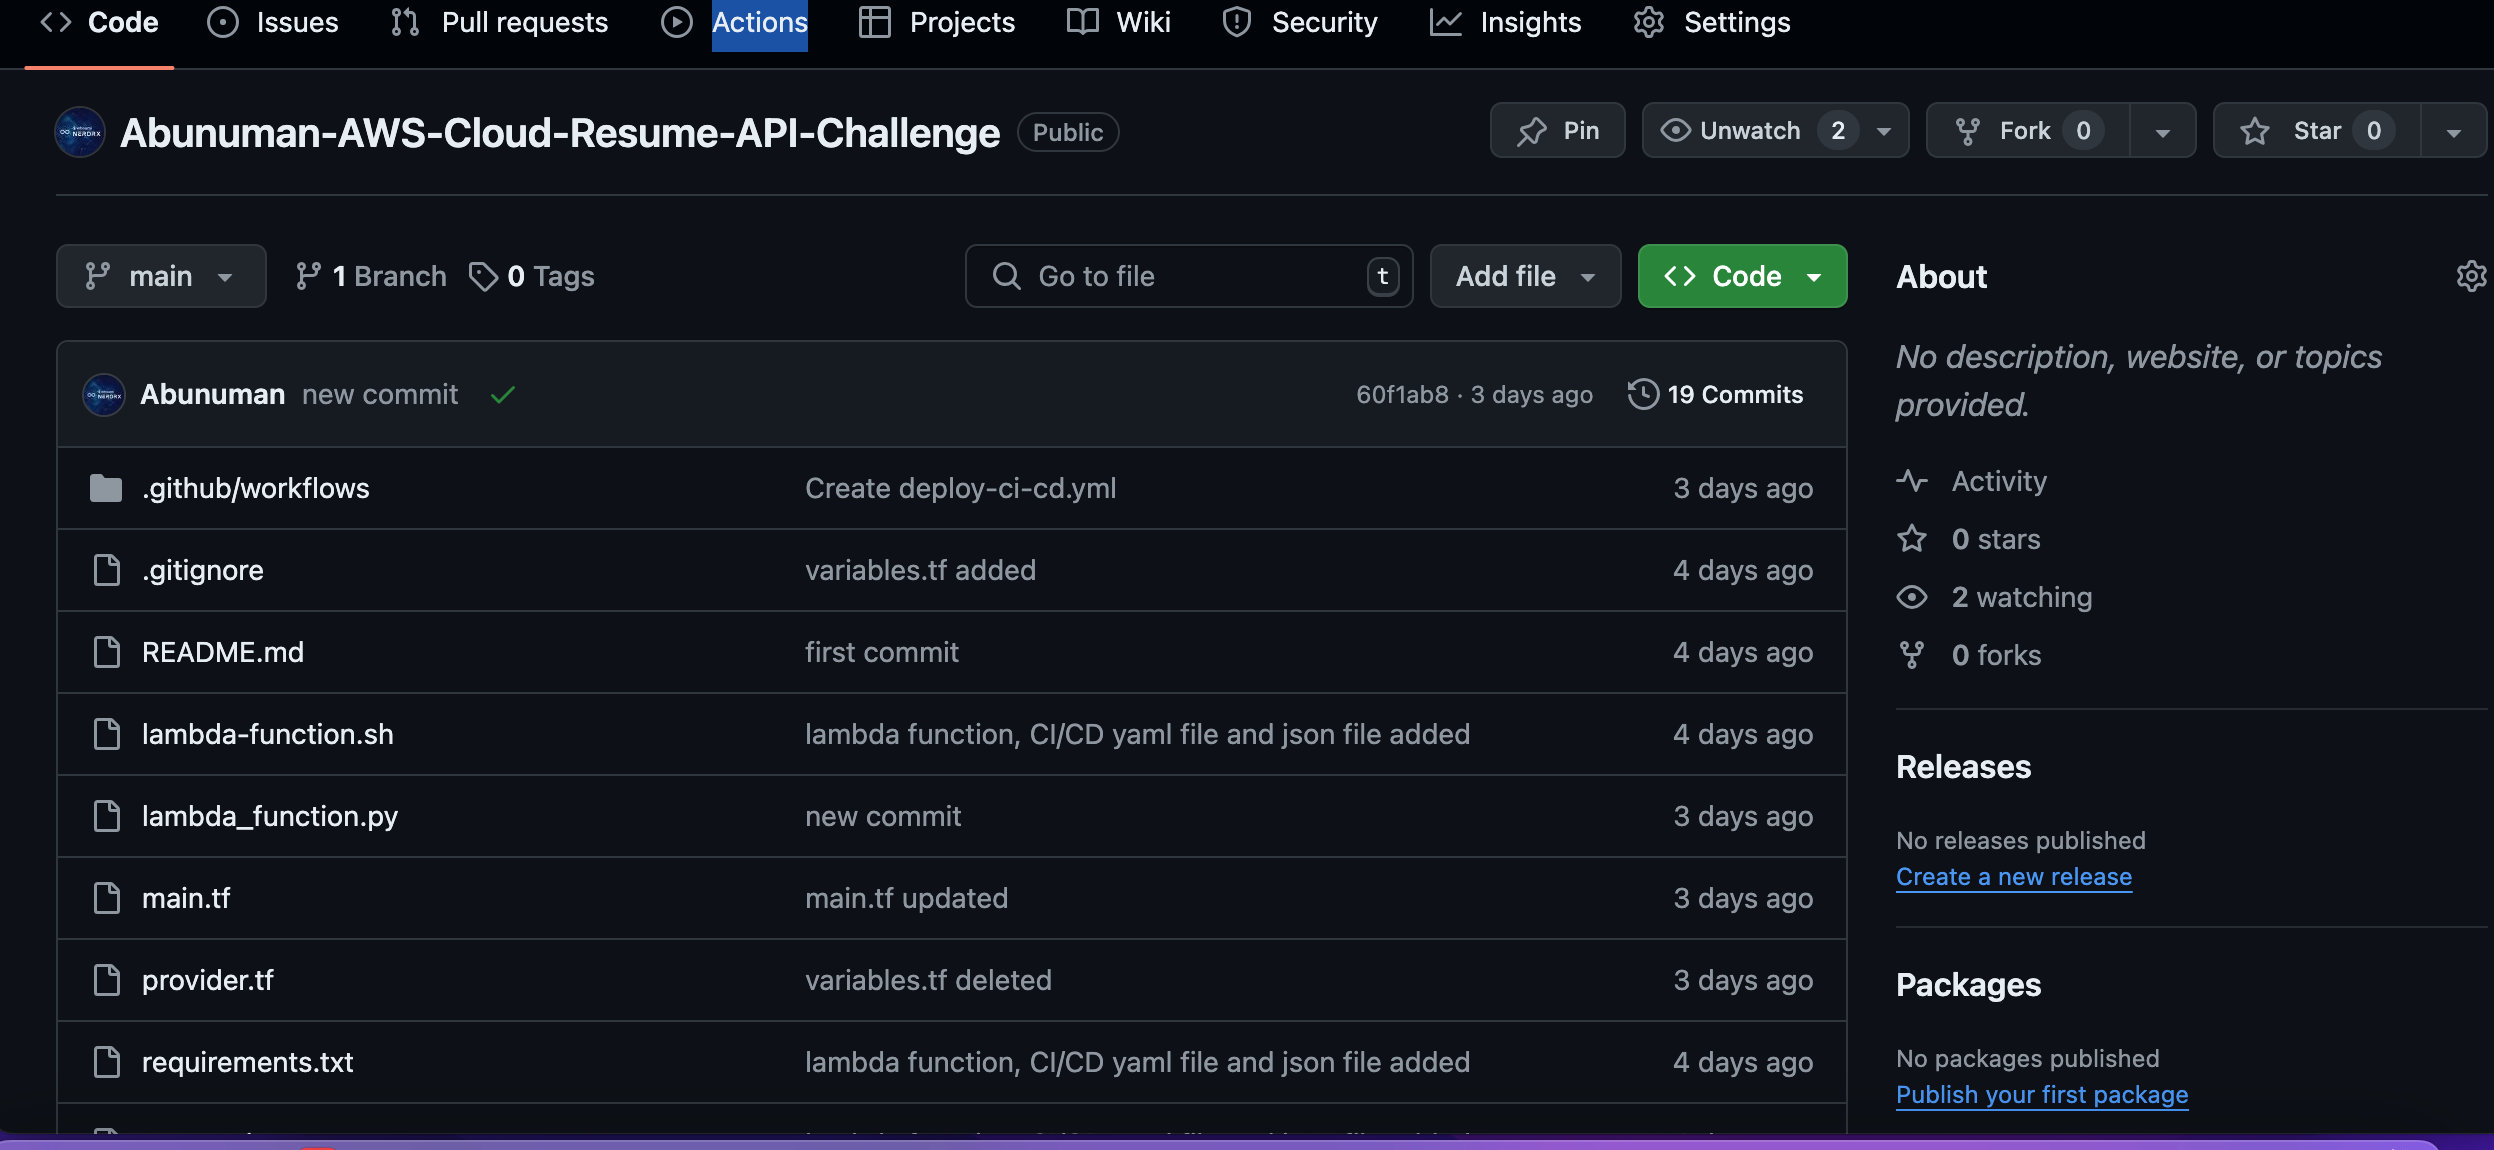 Code Issues Pull requests Actions Projects Wiki Security Insights Settings
Abunuman-AWS-Cloud-Resume-API-Challenge Public Pin Unwatch 2 Fork 0 Star 0
main 1 Branch 0 Tags Go to file t Add file Code
Abunuman new commit 60f1ab8 · 3 days ago 19 Commits
.github/workflows Create deploy-ci-cd.yml 3 days ago
.gitignore variables.tf added 4 days ago
README.md first commit 4 days ago
lambda-function.sh lambda function, CI/CD yaml file and json file added 4 days ago
lambda_function.py new commit 3 days ago
main.tf main.tf updated 3 days ago
provider.tf variables.tf deleted 3 days ago
requirements.txt lambda function, CI/CD yaml file and json file added 4 days ago
About
No description, website, or topics
provided.
Activity
0 stars
2 watching
0 forks
Releases
No releases published
Create a new release
Packages
No packages published
Publish your first package